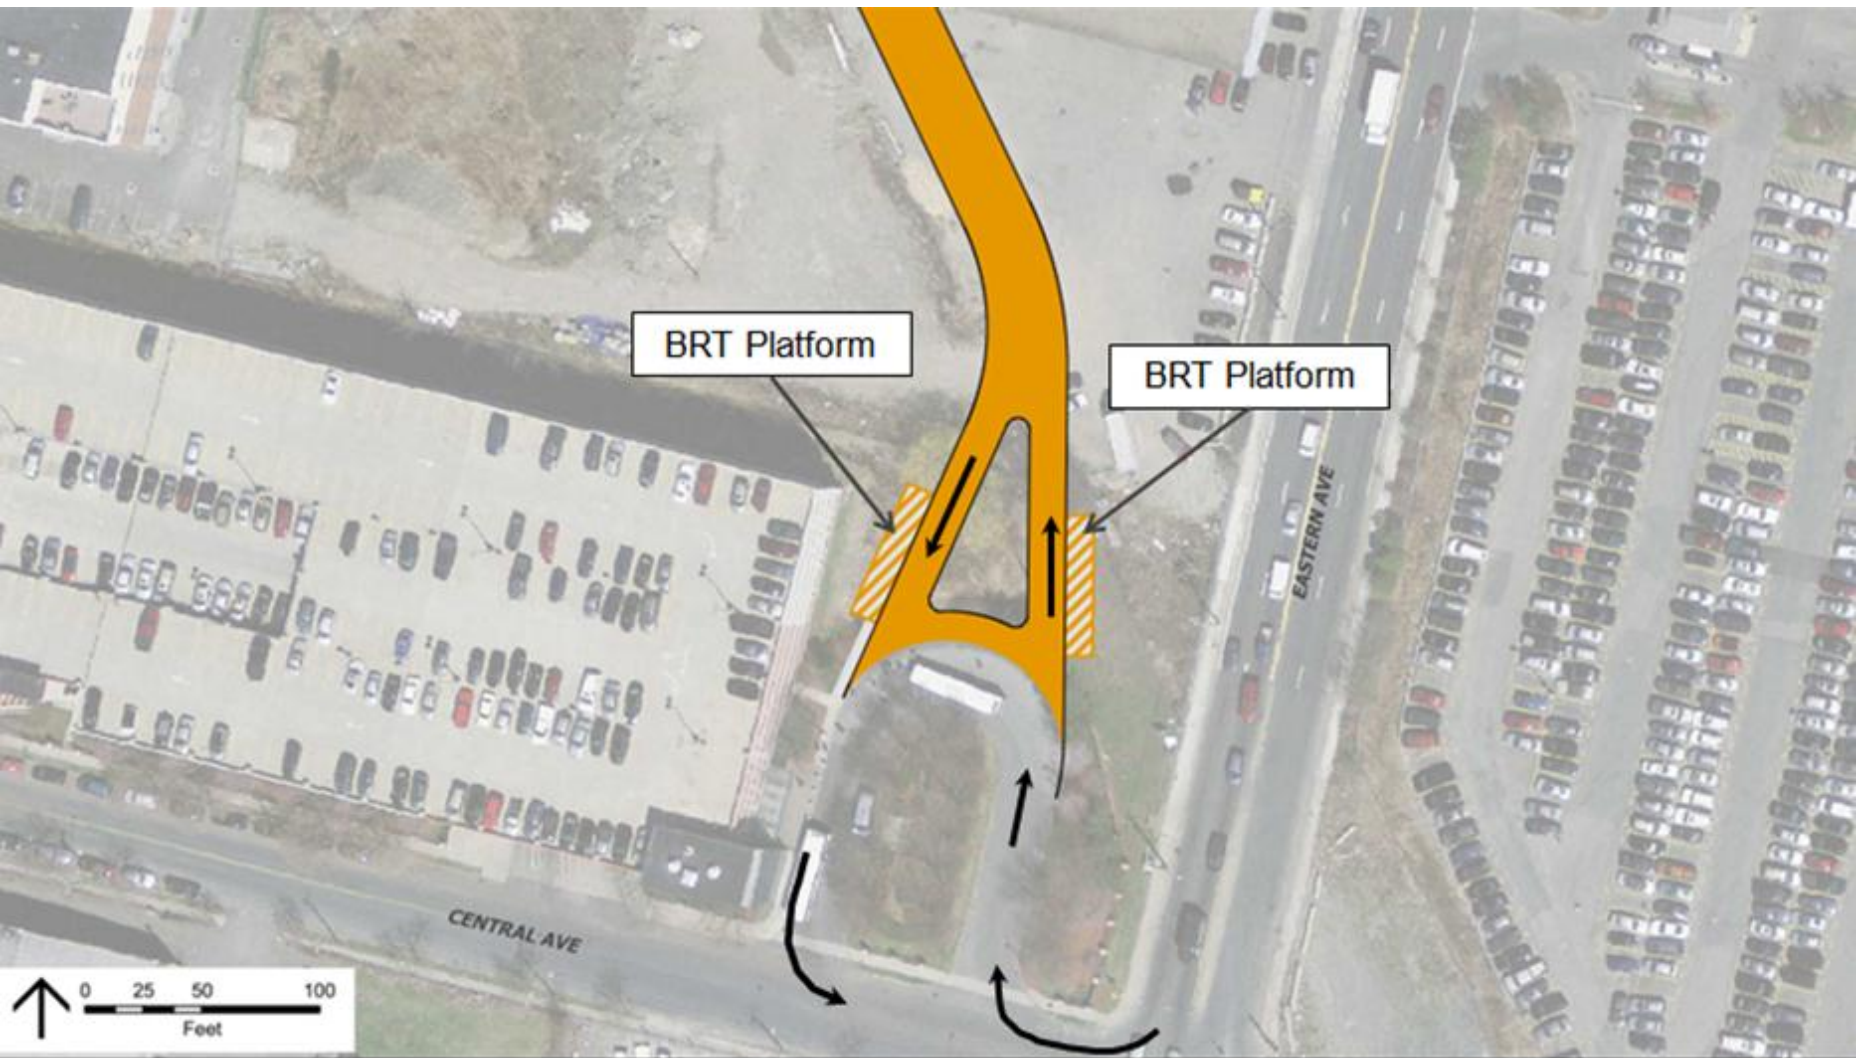 BRT Platform
BRT Platform
EASTERN AVE
CENTRAL AVE
0 25 50 100
Feet